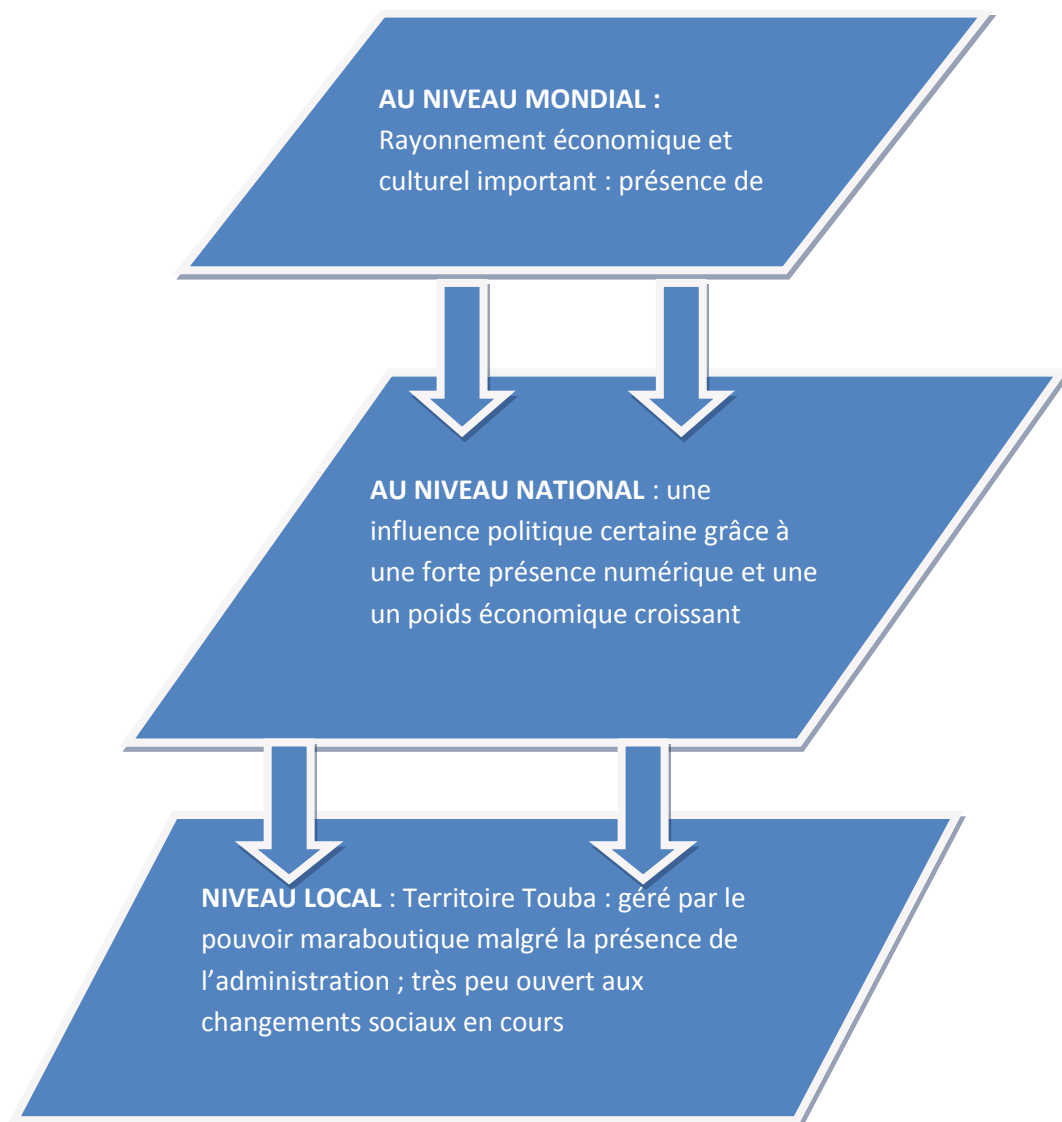 AU NIVEAU MONDIAL :
Rayonnement économique et
culturel important : présence de
AU NIVEAU NATIONAL : une
influence politique certaine grâce à
une forte présence numérique et une
un poids économique croissant
NIVEAU LOCAL : Territoire Touba : géré par le
pouvoir maraboutique malgré la présence de
l’administration ; très peu ouvert aux
changements sociaux en cours